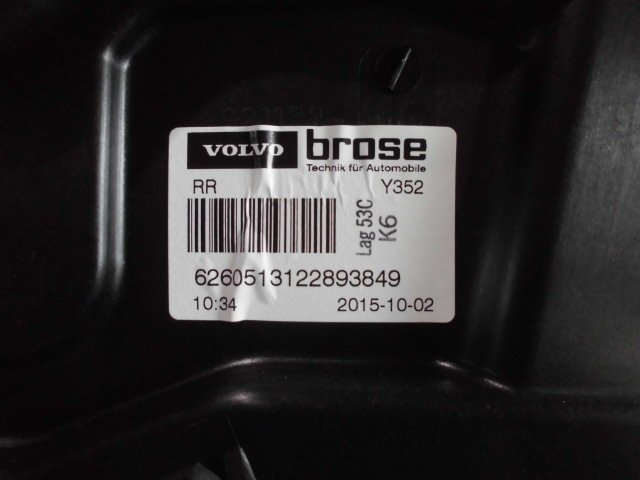 VOLVO brose
Technik für Automobile
RR Y352
Lag 53C
K6
6260513122893849
10:34 2015-10-02